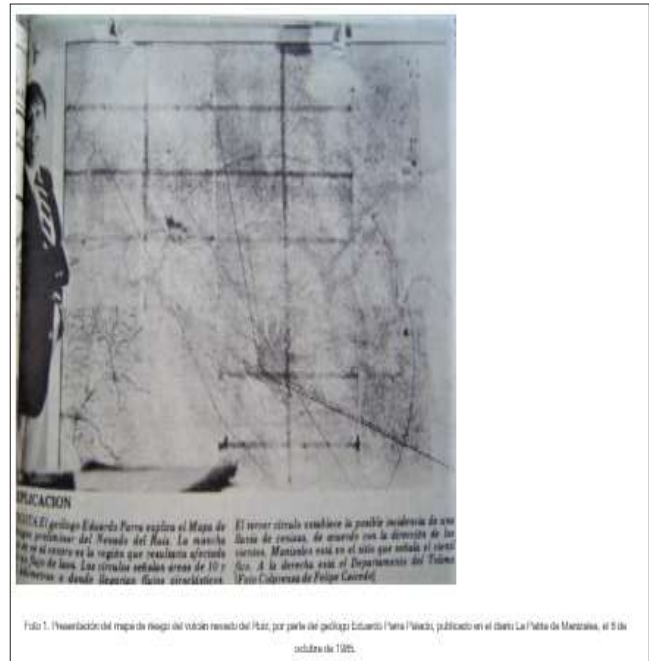 EXPLICACION
BOGOTA El geólogo Eduardo Parra explica el Mapa de
preliminar del Nevado del Ruiz. La mancha
en el centro es la región que resultaría afectada
flujo de lava. Los círculos señalan áreas de 10 y
kilómetros a donde llegarían flujos piroclásticos.
El tercer círculo establece la posible incidencia de una
lluvia de cenizas, de acuerdo con la dirección de los
vientos. Manizales está en el sitio que señala el cientí
fico. A la derecha está el Departamento del Tolima
(Foto Colprensa de Felipe Caicedo)
Foto 1. Presentación del mapa de riesgo del volcán nevado del Ruiz, por parte del geólogo Eduardo Parra Palacio, publicado en el diario La Patria de Manizales, el 8 de
octubre de 1985.